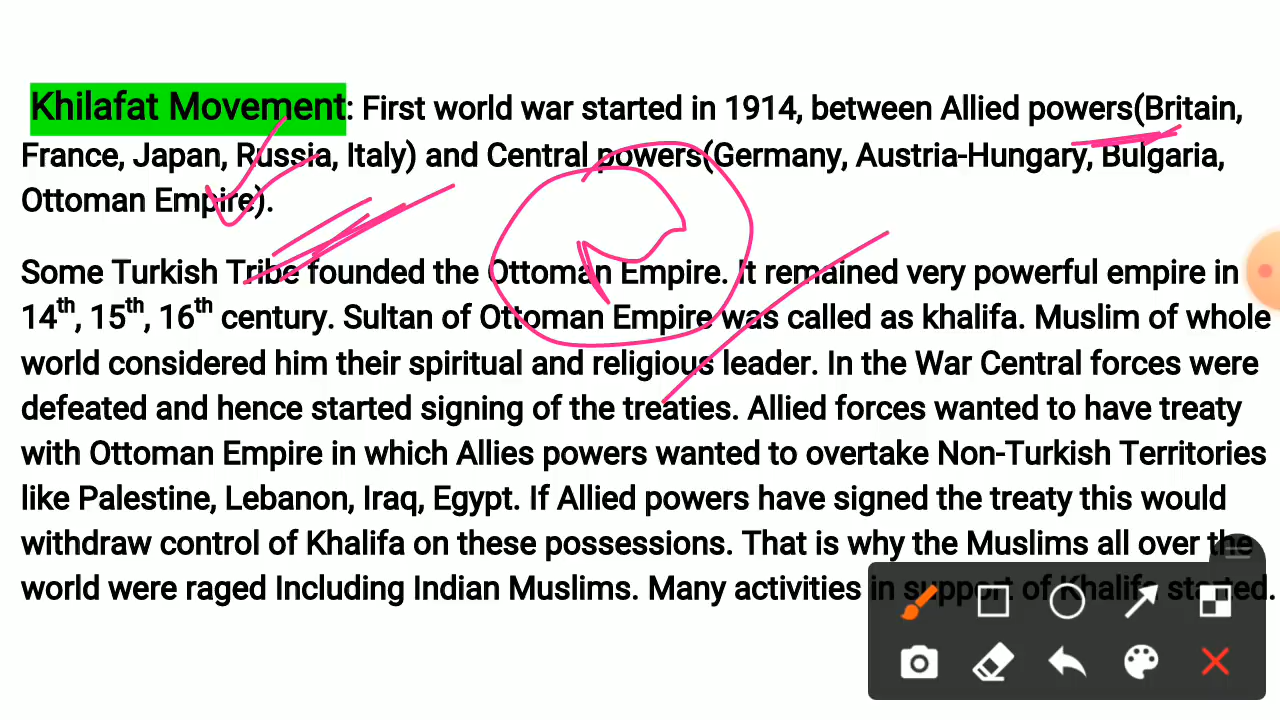 Khilafat Movement: First world war started in 1914, between Allied powers(Britain,
France, Japan, Russia, Italy) and Central powers(Germany, Austria-Hungary, Bulgaria,
Ottoman Empire).
Some Turkish Tribe founded the Ottoman Empire. It remained very powerful empire in
14th, 15th, 16th century. Sultan of Ottoman Empire was called as khalifa. Muslim of whole
world considered him their spiritual and religious leader. In the War Central forces were
defeated and hence started signing of the treaties. Allied forces wanted to have treaty
with Ottoman Empire in which Allies powers wanted to overtake Non-Turkish Territories
like Palestine, Lebanon, Iraq, Egypt. If Allied powers have signed the treaty this would
withdraw control of Khalifa on these possessions. That is why the Muslims all over the
world were raged Including Indian Muslims. Many activities in support of Khalifa started.